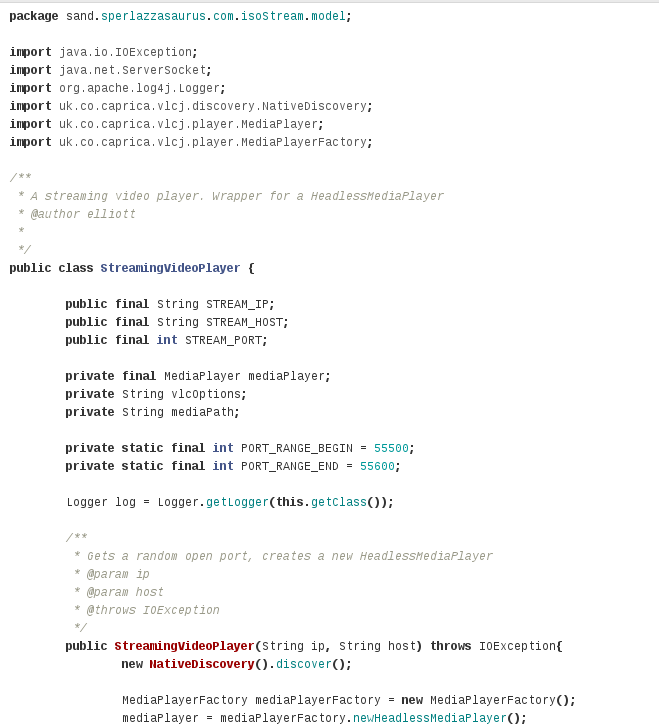 package sand.sperlazzasaurus.com.isoStream.model;
import java.io.IOException;
import java.net.ServerSocket;
import org.apache.log4j.Logger;
import uk.co.caprica.vlcj.discovery.NativeDiscovery;
import uk.co.caprica.vlcj.player.MediaPlayer;
import uk.co.caprica.vlcj.player.MediaPlayerFactory;
/**
* A streaming video player. Wrapper for a HeadlessMediaPlayer
* @author elliott
*
*/
public class StreamingVideoPlayer {
public final String STREAM_IP;
public final String STREAM_HOST;
public final int STREAM_PORT;
private final MediaPlayer mediaPlayer;
private String vlcOptions;
private String mediaPath;
private static final int PORT_RANGE_BEGIN = 55500;
private static final int PORT_RANGE_END = 55600;
Logger log = Logger.getLogger(this.getClass());
/**
* Gets a random open port, creates a new HeadlessMediaPlayer
* @param ip
* @param host
* @throws IOException
*/
public StreamingVideoPlayer(String ip, String host) throws IOException{
new NativeDiscovery().discover();
MediaPlayerFactory mediaPlayerFactory = new MediaPlayerFactory();
mediaPlayer = mediaPlayerFactory.newHeadlessMediaPlayer();